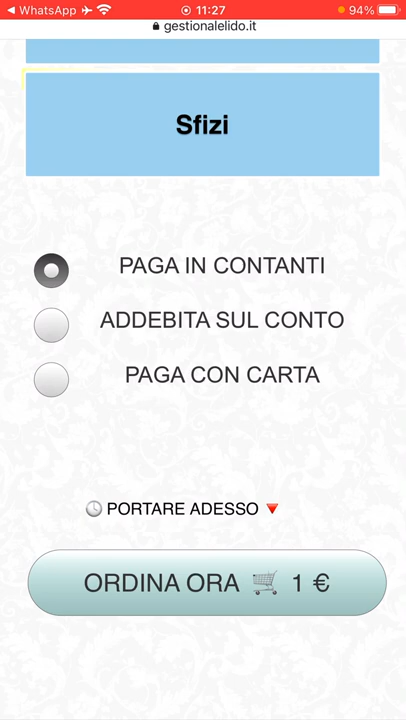 WhatsApp 11:27 94%
gestionalelido.it
Sfizi
PAGA IN CONTANTI
ADDEBITA SUL CONTO
PAGA CON CARTA
PORTARE ADESSO
ORDINA ORA 1 €